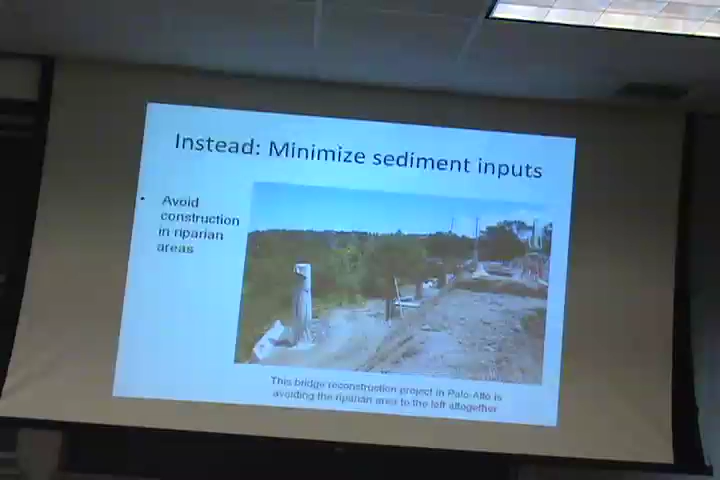 Instead: Minimize sediment inputs
• Avoid
construction
in riparian
areas
This bridge reconstruction project in Palo Alto is
avoiding the riparian area to the left altogether